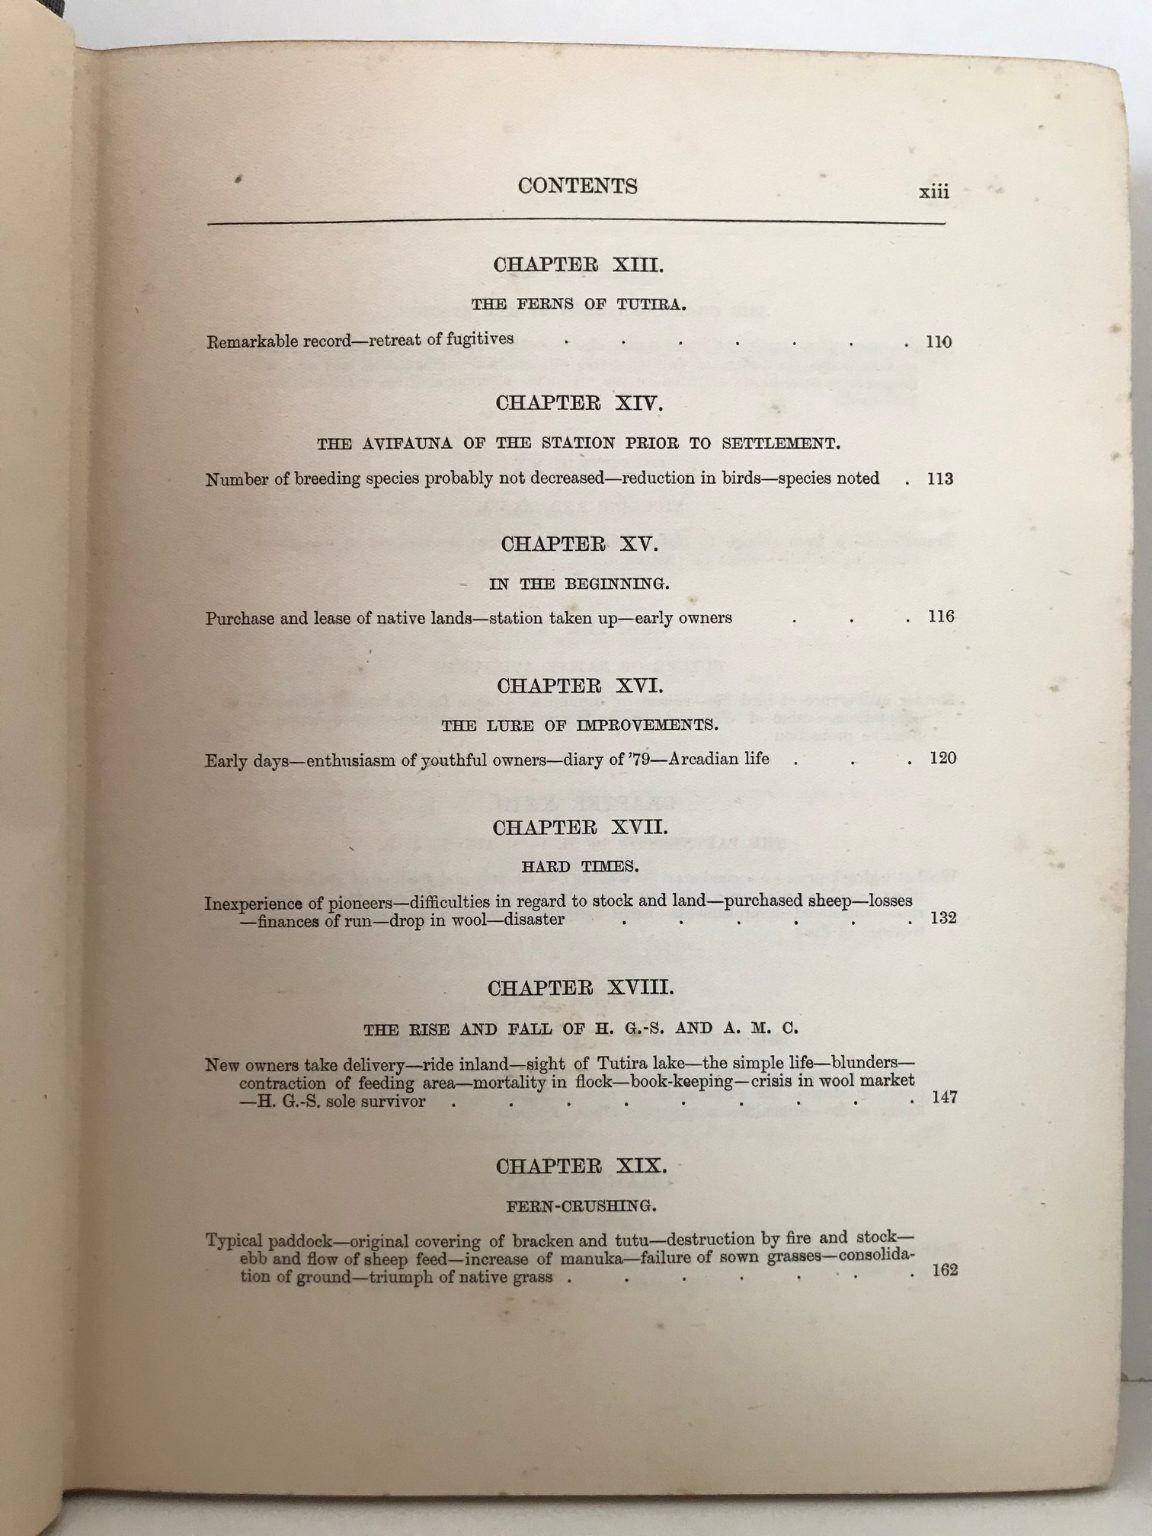 CONTENTS xiii
CHAPTER XIII.
THE FERNS OF TUTIRA.
Remarkable record—retreat of fugitives . . . . . . . 110
CHAPTER XIV.
THE AVIFAUNA OF THE STATION PRIOR TO SETTLEMENT.
Number of breeding species probably not decreased—reduction in birds—species noted . 113
CHAPTER XV.
IN THE BEGINNING.
Purchase and lease of native lands—station taken up—early owners . . . 116
CHAPTER XVI.
THE LURE OF IMPROVEMENTS.
Early days—enthusiasm of youthful owners—diary of '79—Arcadian life . . . 120
CHAPTER XVII.
HARD TIMES.
Inexperience of pioneers—difficulties in regard to stock and land—purchased sheep—losses
—finances of run—drop in wool—disaster . . . . . . 132
CHAPTER XVIII.
THE RISE AND FALL OF H. G.-S. AND A. M. C.
New owners take delivery—ride inland—sight of Tutira lake—the simple life—blunders—
contraction of feeding area—mortality in flock—book-keeping—crisis in wool market
—H. G.-S. sole survivor . . . . . . . . . 147
CHAPTER XIX.
FERN-CRUSHING.
Typical paddock—original covering of bracken and tutu—destruction by fire and stock—
ebb and flow of sheep feed—increase of manuka—failure of sown grasses—consolida-
tion of ground—triumph of native grass . . . . . . . 162